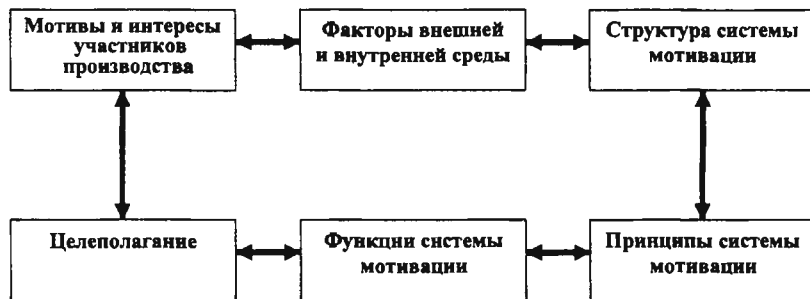 Мотивы и интересы
участников
производства
Факторы внешней
и внутренней среды
Структура системы
мотивации
Целеполагание
Функции системы
мотивации
Принципы системы
мотивации